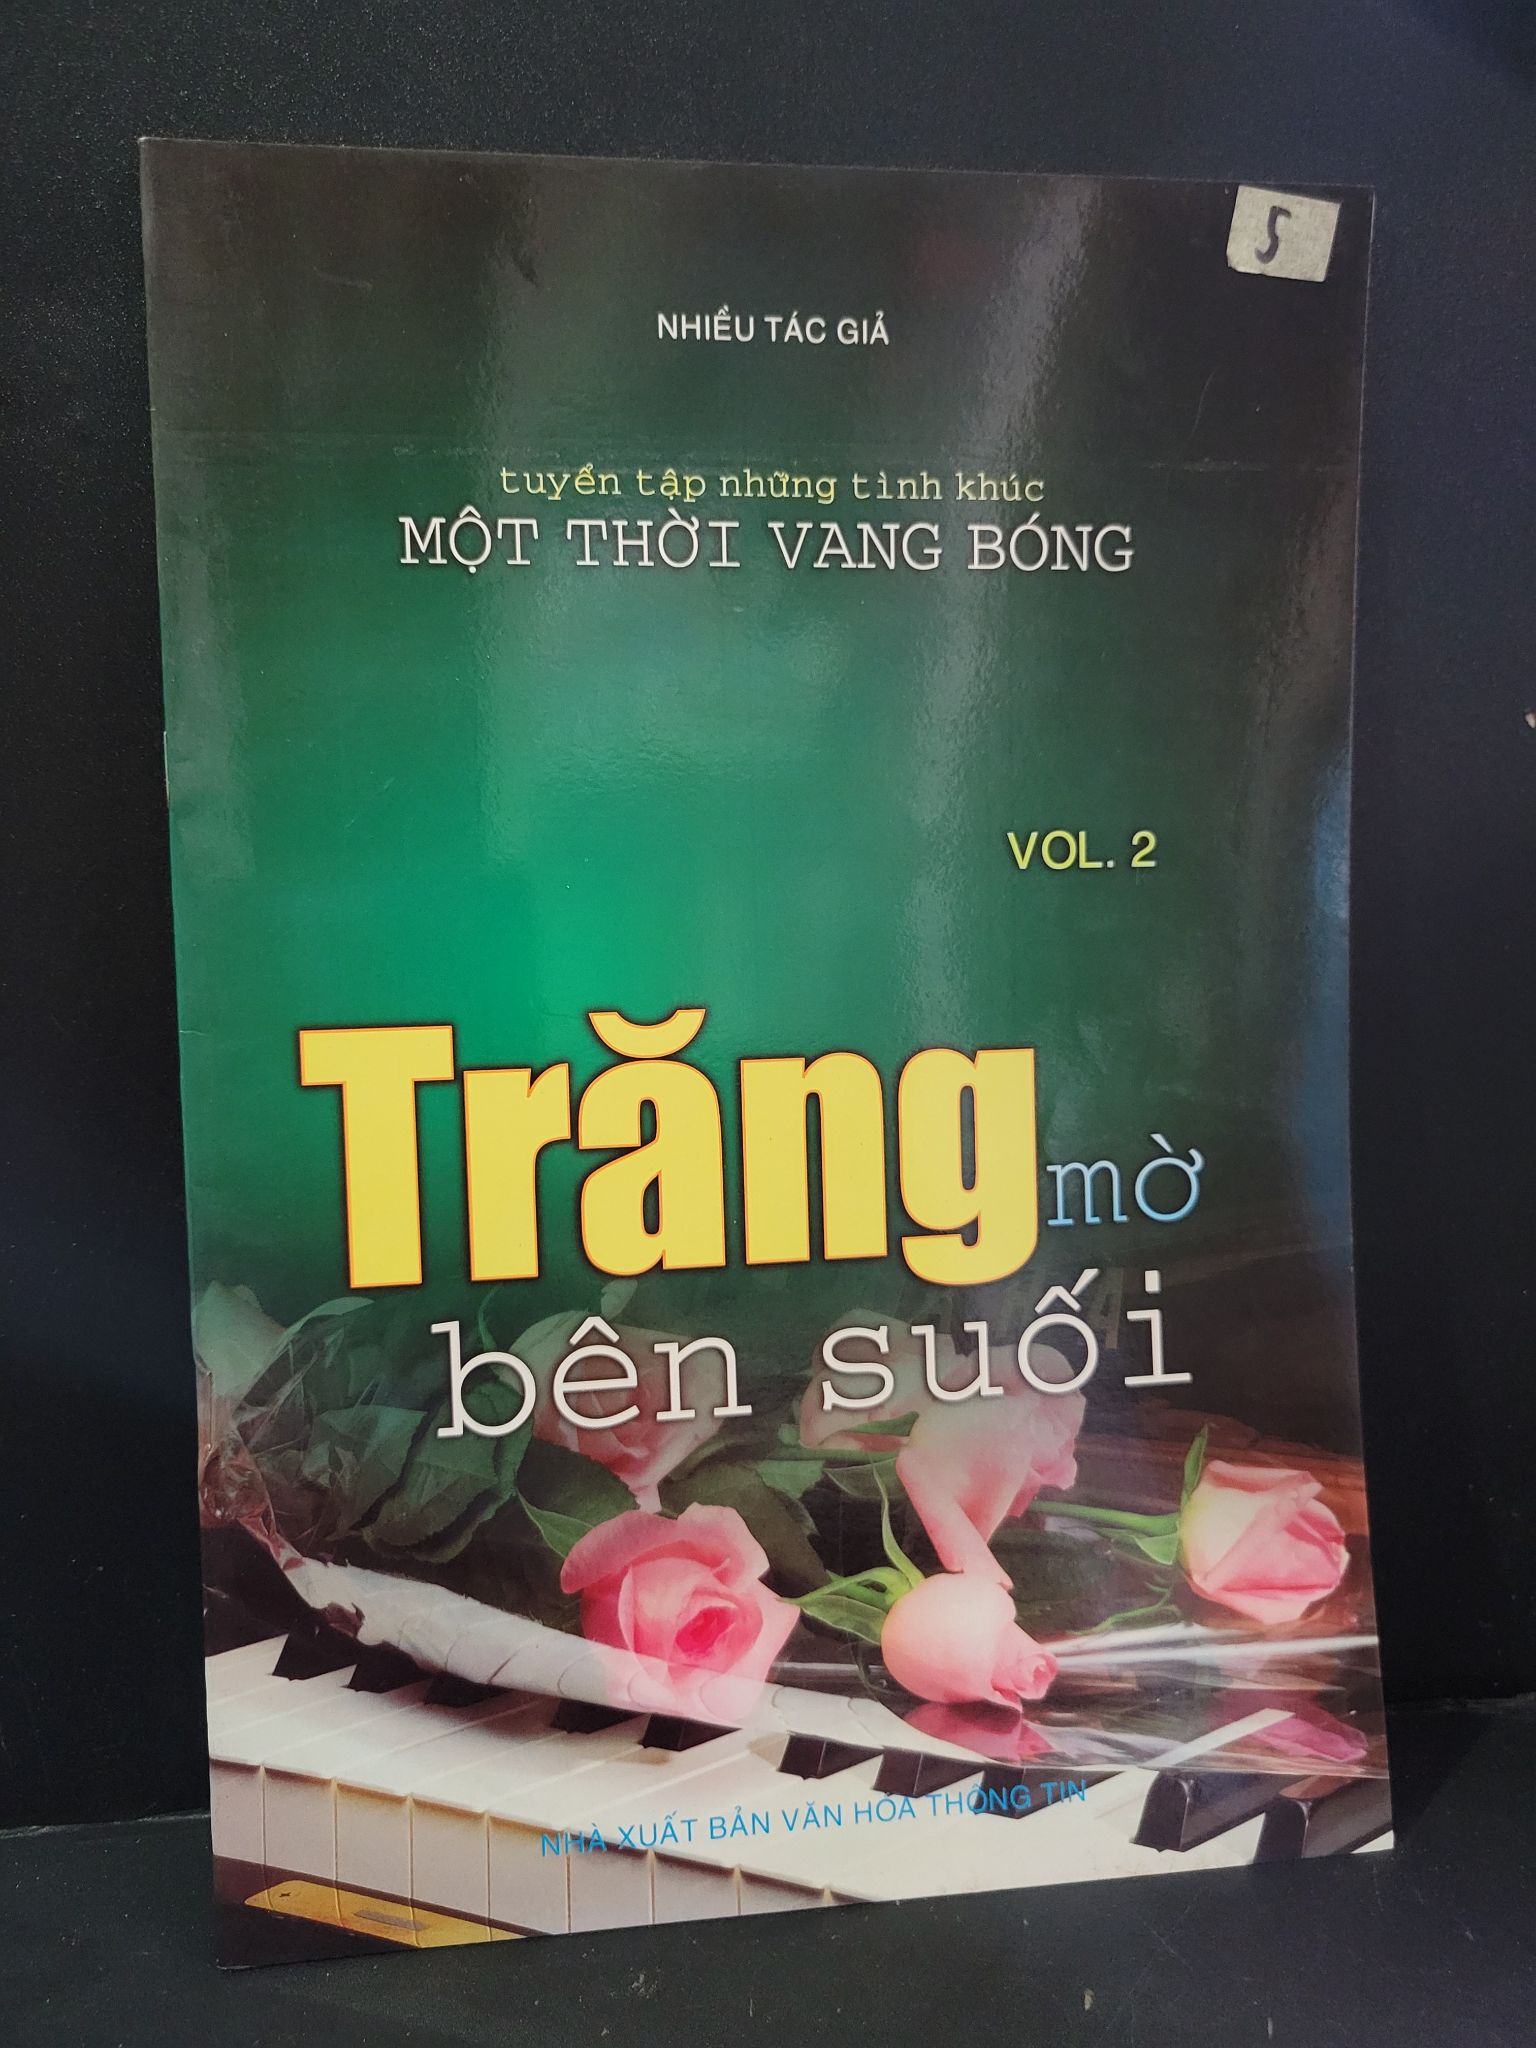 5
NHIỀU TÁC GIẢ
tuyển tập những tình khúc
MỘT THỜI VANG BÓNG
VOL. 2
Trăng mờ
bên suối
NHÀ XUẤT BẢN VĂN HÓA THÔNG TIN